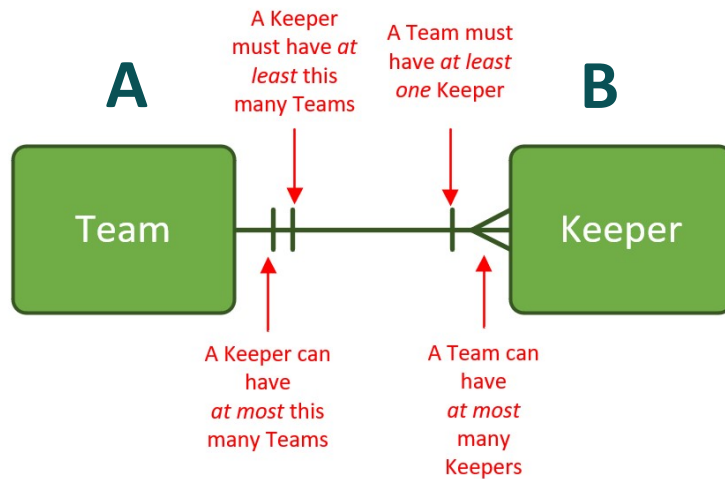 A Keeper
must have at
least this
many Teams
A Team must
have at least
one Keeper
A
B
Team
Keeper
A Keeper can
have
at most this
many Teams
A Team can
have
at most
many
Keepers